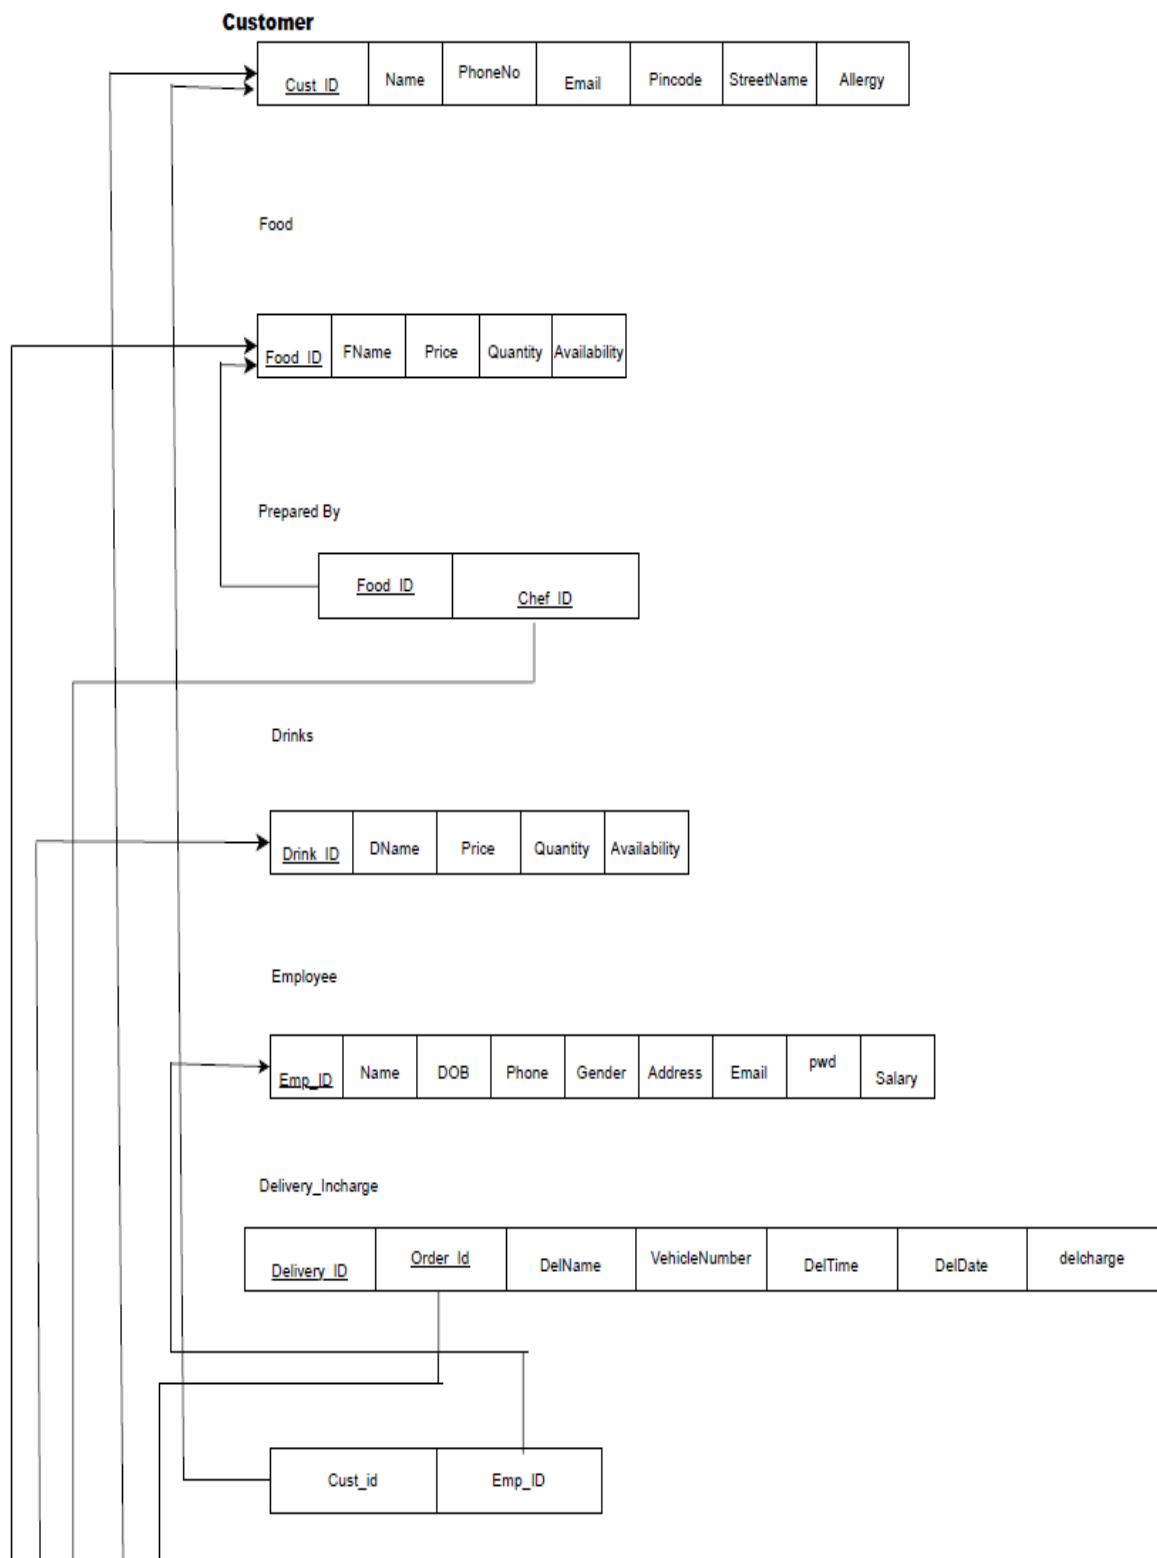 Customer
Cust_ID Name PhoneNo Email Pincode StreetName Allergy
Food
Food_ID FName Price Quantity Availability
Prepared By
Food_ID Chef_ID
Drinks
Drink_ID DName Price Quantity Availability
Employee
Emp_ID Name DOB Phone Gender Address Email pwd Salary
Delivery_Incharge
Delivery_ID Order_Id DelName VehicleNumber DelTime DelDate delcharge
Cust_id Emp_ID